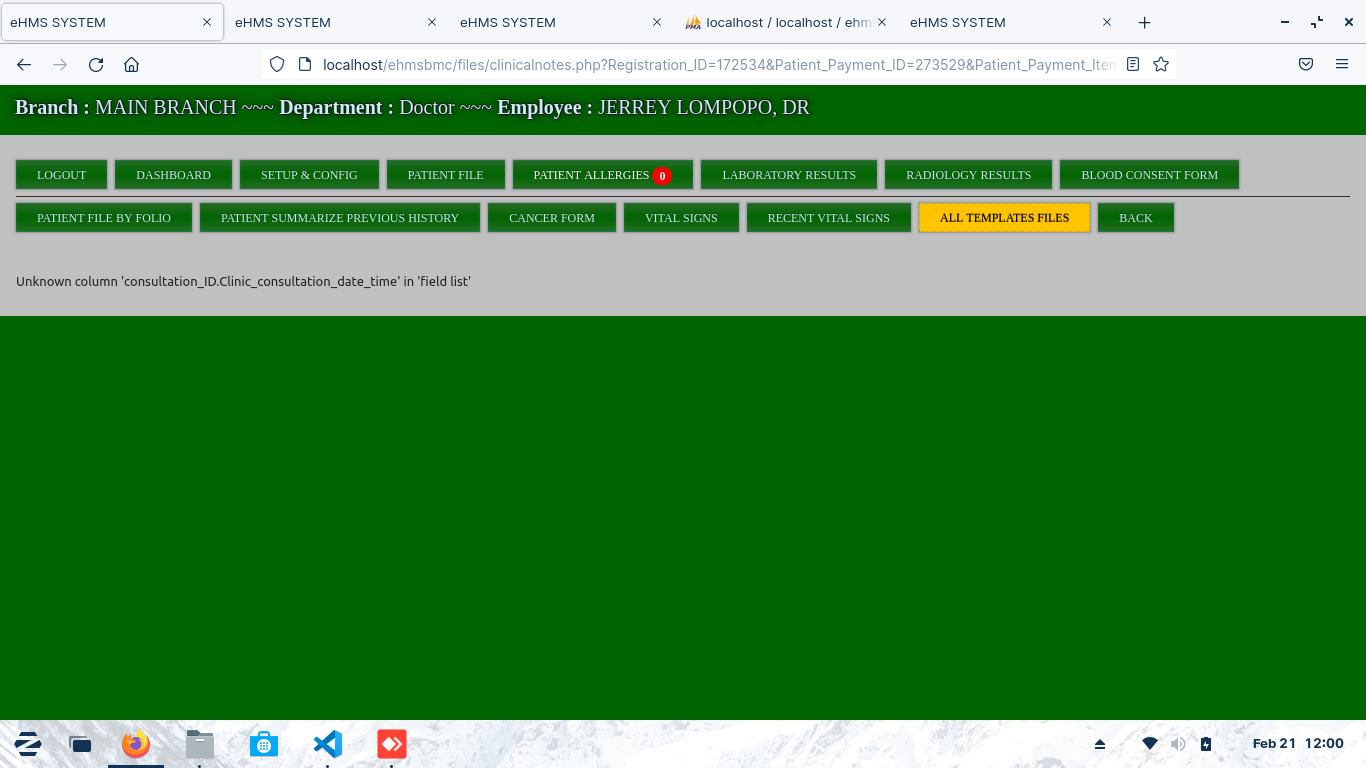 eHMS SYSTEM eHMS SYSTEM eHMS SYSTEM PMA localhost / localhost / ehm eHMS SYSTEM
localhost/ehmsbmc/files/clinicalnotes.php?Registration_ID=172534&Patient_Payment_ID=273529&Patient_Payment_Item
Branch : MAIN BRANCH ~~~ Department : Doctor ~~~ Employee : JERREY LOMPOPO, DR
LOGOUT DASHBOARD SETUP & CONFIG PATIENT FILE PATIENT ALLERGIES 0 LABORATORY RESULTS RADIOLOGY RESULTS BLOOD CONSENT FORM
PATIENT FILE BY FOLIO PATIENT SUMMARIZE PREVIOUS HISTORY CANCER FORM VITAL SIGNS RECENT VITAL SIGNS ALL TEMPLATES FILES BACK
Unknown column 'consultation_ID.Clinic_consultation_date_time' in 'field list'
Feb 21 12:00